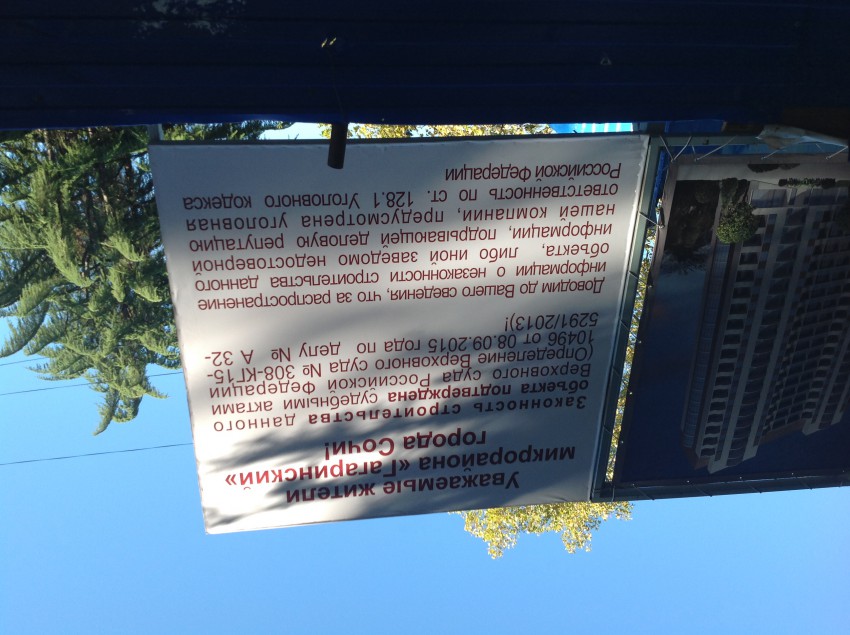 Уважаемые жители
микрорайона «Гагаринский»
города Сочи!
Законность строительства данного
объекта подтверждена судебными актами
Верховного суда Российской Федерации
(Определение Верховного суда № 308-КГ15-
10496 от 08.09.2015 года по делу № А 32-
5291/2013)!
Доводим до Вашего сведения, что за распространение
информации о незаконности строительства данного
объекта, либо иной заведомо недостоверной
информации, подрывающей деловую репутацию
нашей компании, предусмотрена уголовная
ответственность по ст. 128.1 Уголовного кодекса
Российской Федерации